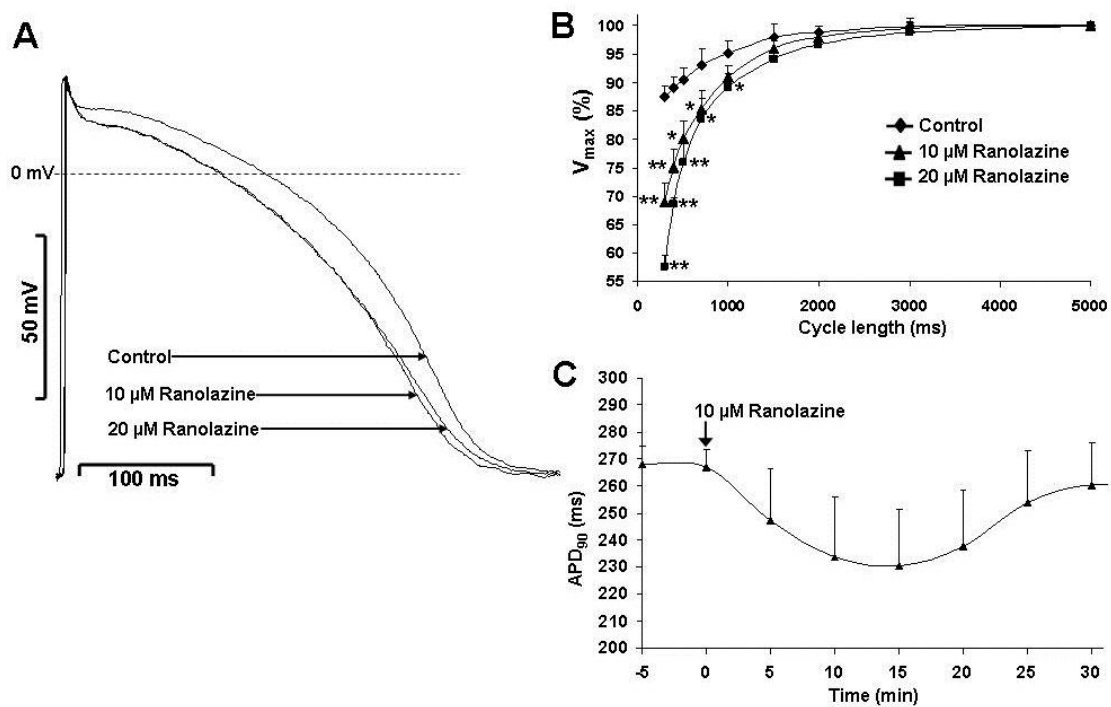 A
0 mV
50 mV
Control
10 µM Ranolazine
20 µM Ranolazine
100 ms
B
100
95
90
85
80
75
70
65
60
55
Vmax (%)
*
*
*
*
**
**
**
**
**
Control
10 µM Ranolazine
20 µM Ranolazine
0
1000
2000
3000
4000
5000
Cycle length (ms)
C
300
290
280
270
260
250
240
230
220
210
200
APD90 (ms)
10 µM Ranolazine
-5
0
5
10
15
20
25
30
Time (min)